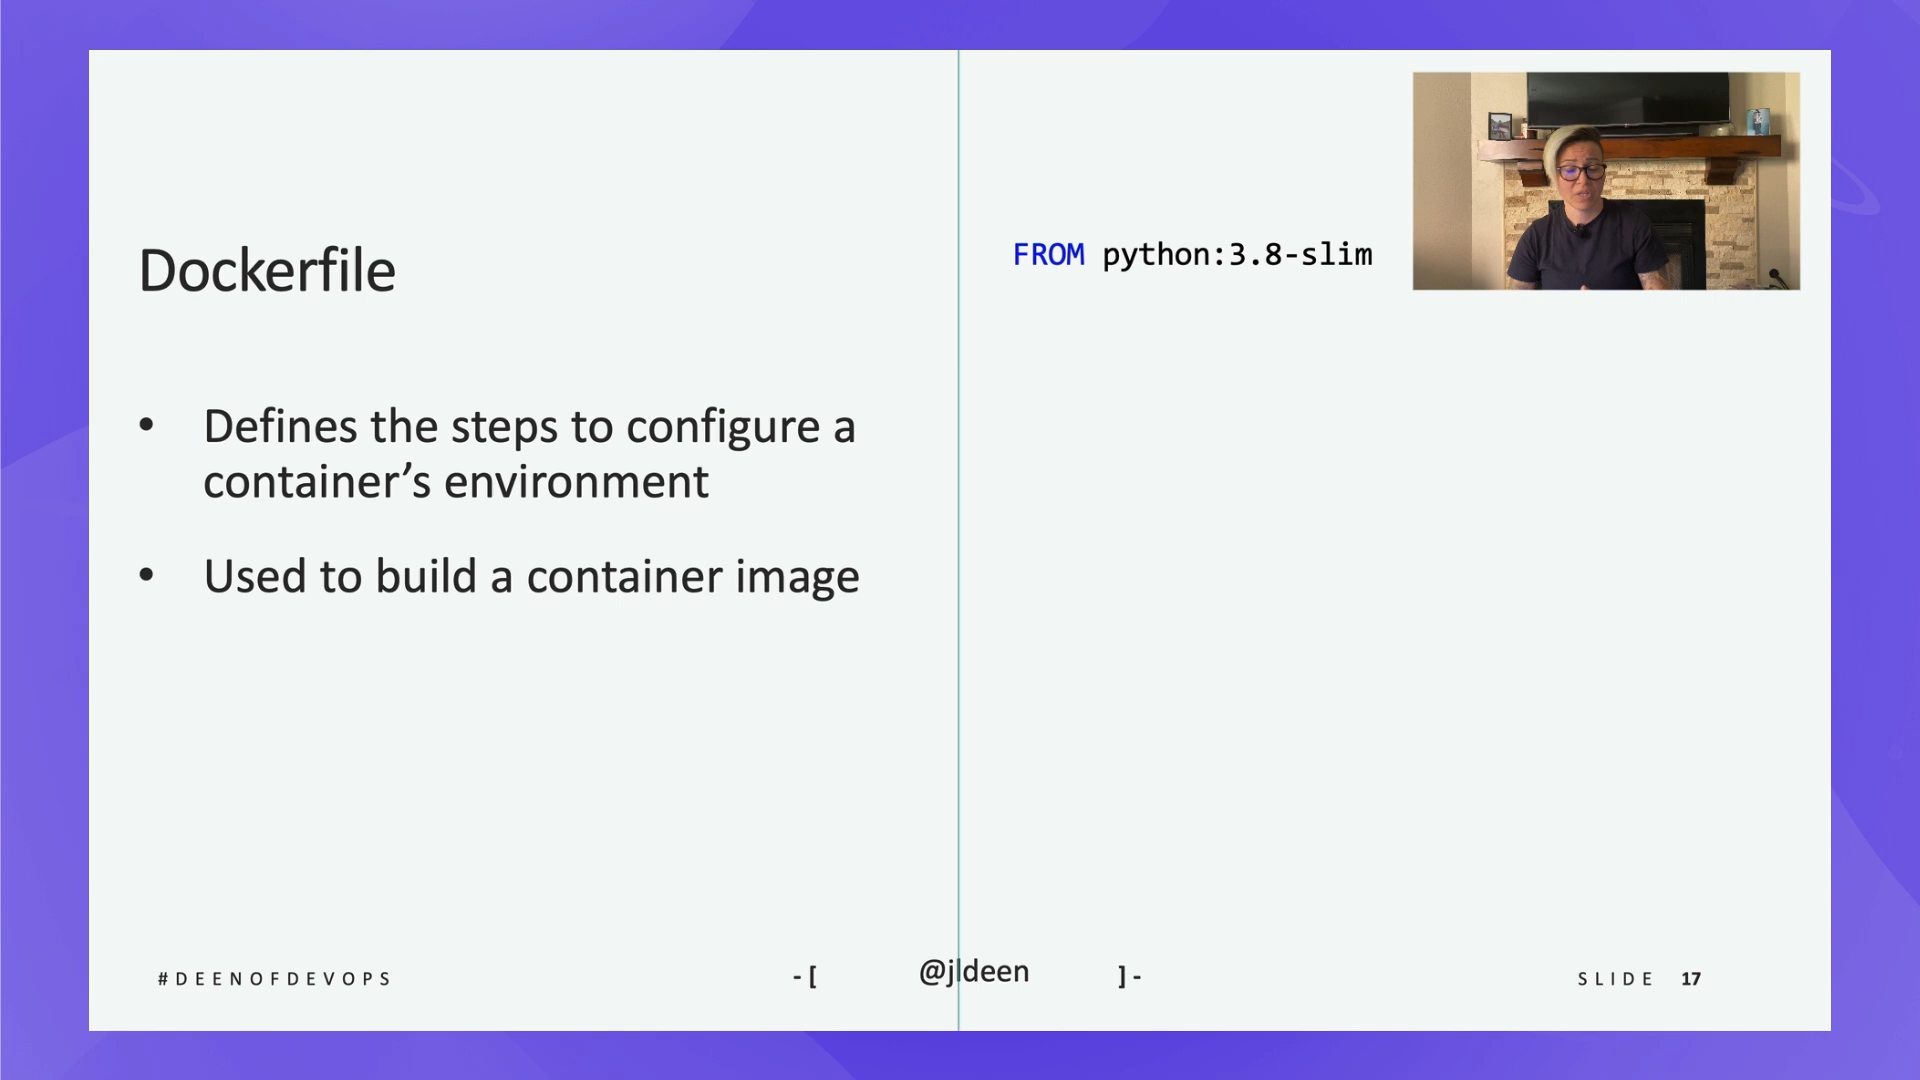 Dockerfile
• Defines the steps to configure a
container’s environment
• Used to build a container image
FROM python:3.8-slim
#DEENOFDEVOPS
-[ @jldeen ]-
SLIDE 17